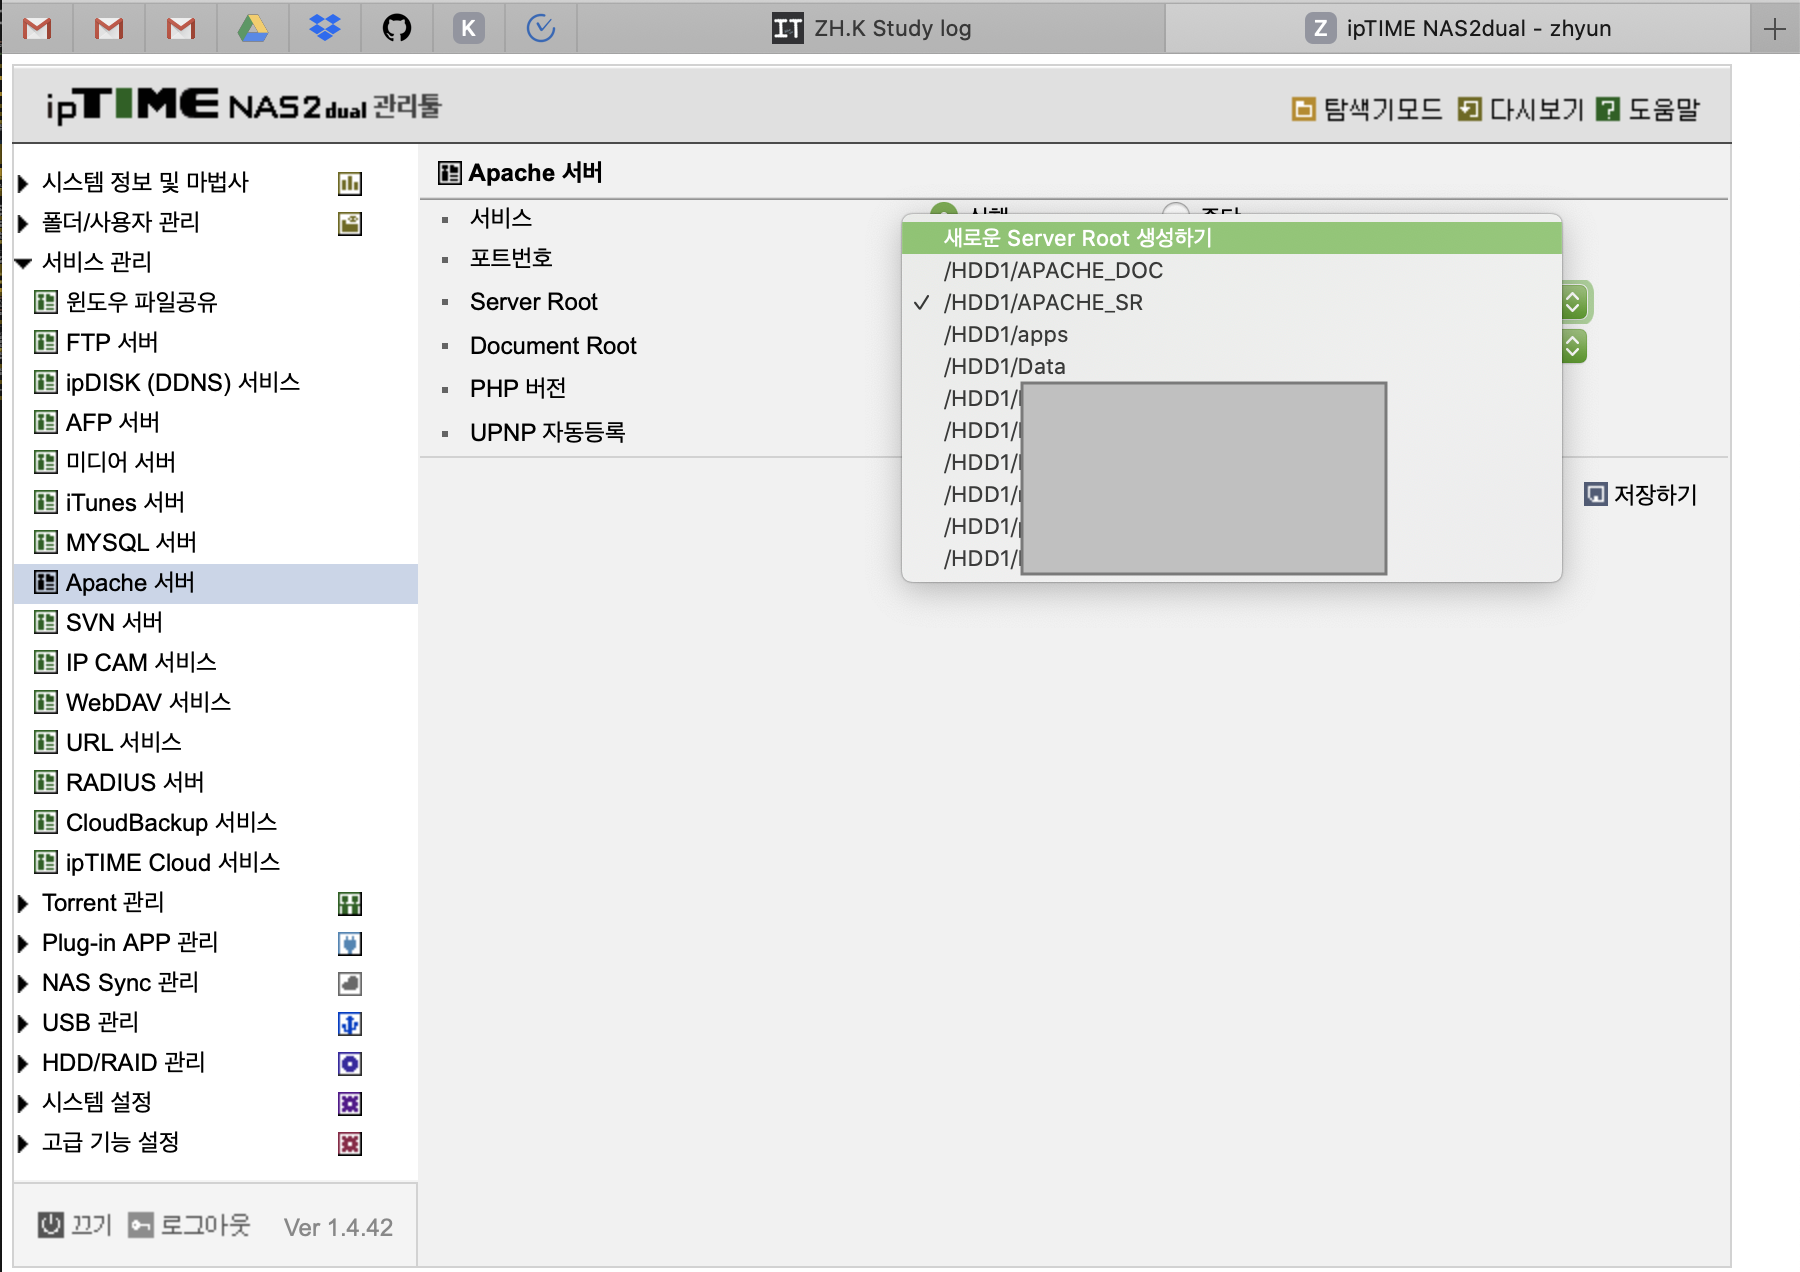 K
IT ZH.K Study log
Z ipTIME NAS2dual - zhyun
ipTIME NAS2dual 관리툴
탐색기모드 다시보기 ? 도움말
시스템 정보 및 마법사
폴더/사용자 관리
서비스 관리
윈도우 파일공유
FTP 서버
ipDISK (DDNS) 서비스
AFP 서버
미디어 서버
iTunes 서버
MYSQL 서버
Apache 서버
SVN 서버
IP CAM 서비스
WebDAV 서비스
URL 서비스
RADIUS 서버
CloudBackup 서비스
ipTIME Cloud 서비스
Torrent 관리
Plug-in APP 관리
NAS Sync 관리
USB 관리
HDD/RAID 관리
시스템 설정
고급 기능 설정
끄기 로그아웃 Ver 1.4.42
Apache 서버
서비스
포트번호
Server Root
Document Root
PHP 버전
UPNP 자동등록
새로운 Server Root 생성하기
/HDD1/APACHE_DOC
✓ /HDD1/APACHE_SR
/HDD1/apps
/HDD1/Data
/HDD1/
/HDD1/
/HDD1/
/HDD1/
/HDD1/
/HDD1/
저장하기